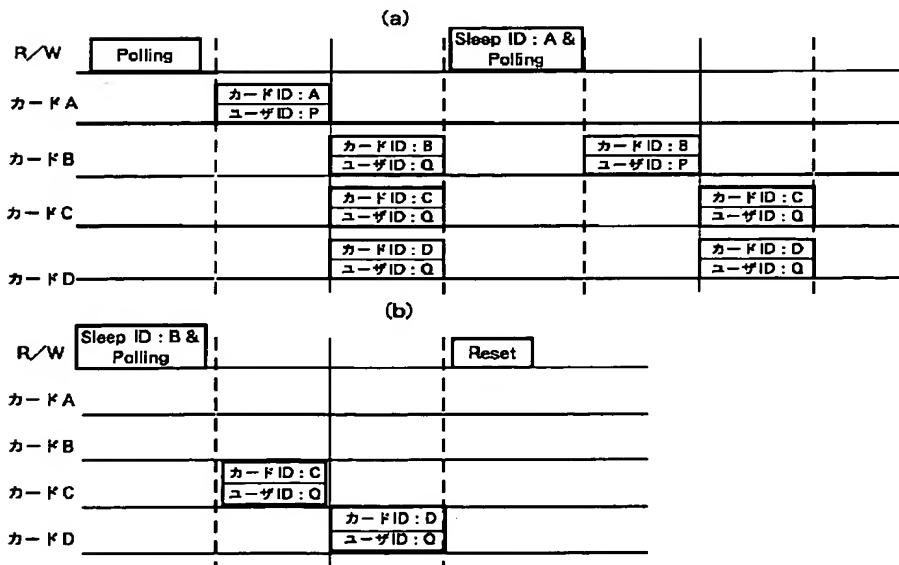 (a)
R/W
Polling
Sleep ID : A &
Polling
カードA
カードID : A
ユーザID : P
カードB
カードID : B
ユーザID : Q
カードID : B
ユーザID : P
カードC
カードID : C
ユーザID : Q
カードID : C
ユーザID : Q
カードD
カードID : D
ユーザID : Q
カードID : D
ユーザID : Q
(b)
R/W
Sleep ID : B &
Polling
Reset
カードA
カードB
カードC
カードID : C
ユーザID : Q
カードD
カードID : D
ユーザID : Q